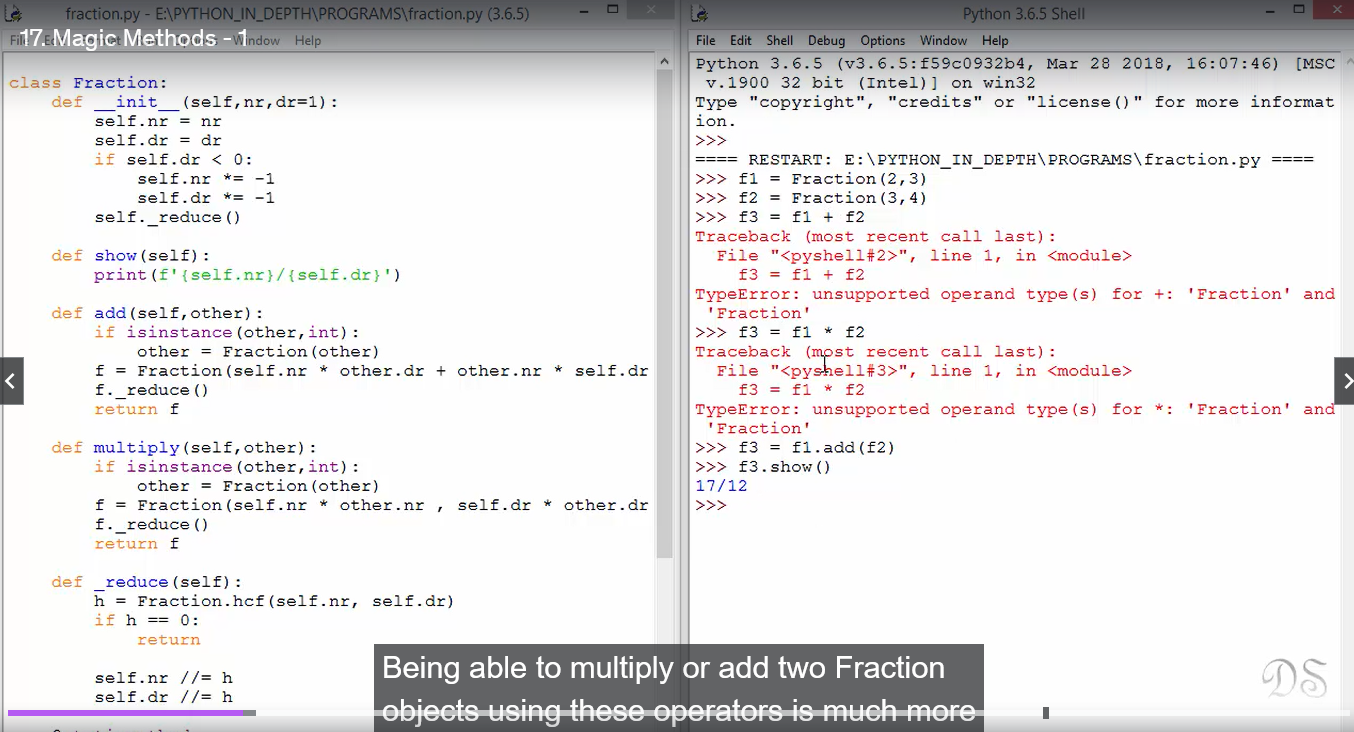 fraction.py - E:\PYTHON_IN_DEPTH\PROGRAMS\fraction.py (3.6.5)
17. Magic Methods - 1
Window Help
class Fraction:
    def __init__(self,nr,dr=1):
        self.nr = nr
        self.dr = dr
        if self.dr < 0:
            self.nr *= -1
            self.dr *= -1
        self._reduce()
    def show(self):
        print(f'{self.nr}/{self.dr}')
    def add(self,other):
        if isinstance(other,int):
            other = Fraction(other)
        f = Fraction(self.nr * other.dr + other.nr * self.dr
        f._reduce()
        return f
    def multiply(self,other):
        if isinstance(other,int):
            other = Fraction(other)
        f = Fraction(self.nr * other.nr , self.dr * other.dr
        f._reduce()
        return f
    def _reduce(self):
        h = Fraction.hcf(self.nr, self.dr)
        if h == 0:
            return
        self.nr //= h
        self.dr //= h
Python 3.6.5 Shell
File Edit Shell Debug Options Window Help
Python 3.6.5 (v3.6.5:f59c0932b4, Mar 28 2018, 16:07:46) [MSC
 v.1900 32 bit (Intel)] on win32
Type "copyright", "credits" or "license()" for more informat
ion.
>>>
==== RESTART: E:\PYTHON_IN_DEPTH\PROGRAMS\fraction.py ====
>>> f1 = Fraction(2,3)
>>> f2 = Fraction(3,4)
>>> f3 = f1 + f2
Traceback (most recent call last):
  File "<pyshell#2>", line 1, in <module>
    f3 = f1 + f2
TypeError: unsupported operand type(s) for +: 'Fraction' and
 'Fraction'
>>> f3 = f1 * f2
Traceback (most recent call last):
  File "<pyshell#3>", line 1, in <module>
    f3 = f1 * f2
TypeError: unsupported operand type(s) for *: 'Fraction' and
 'Fraction'
>>> f3 = f1.add(f2)
>>> f3.show()
17/12
>>>
DS
Being able to multiply or add two Fraction
objects using these operators is much more